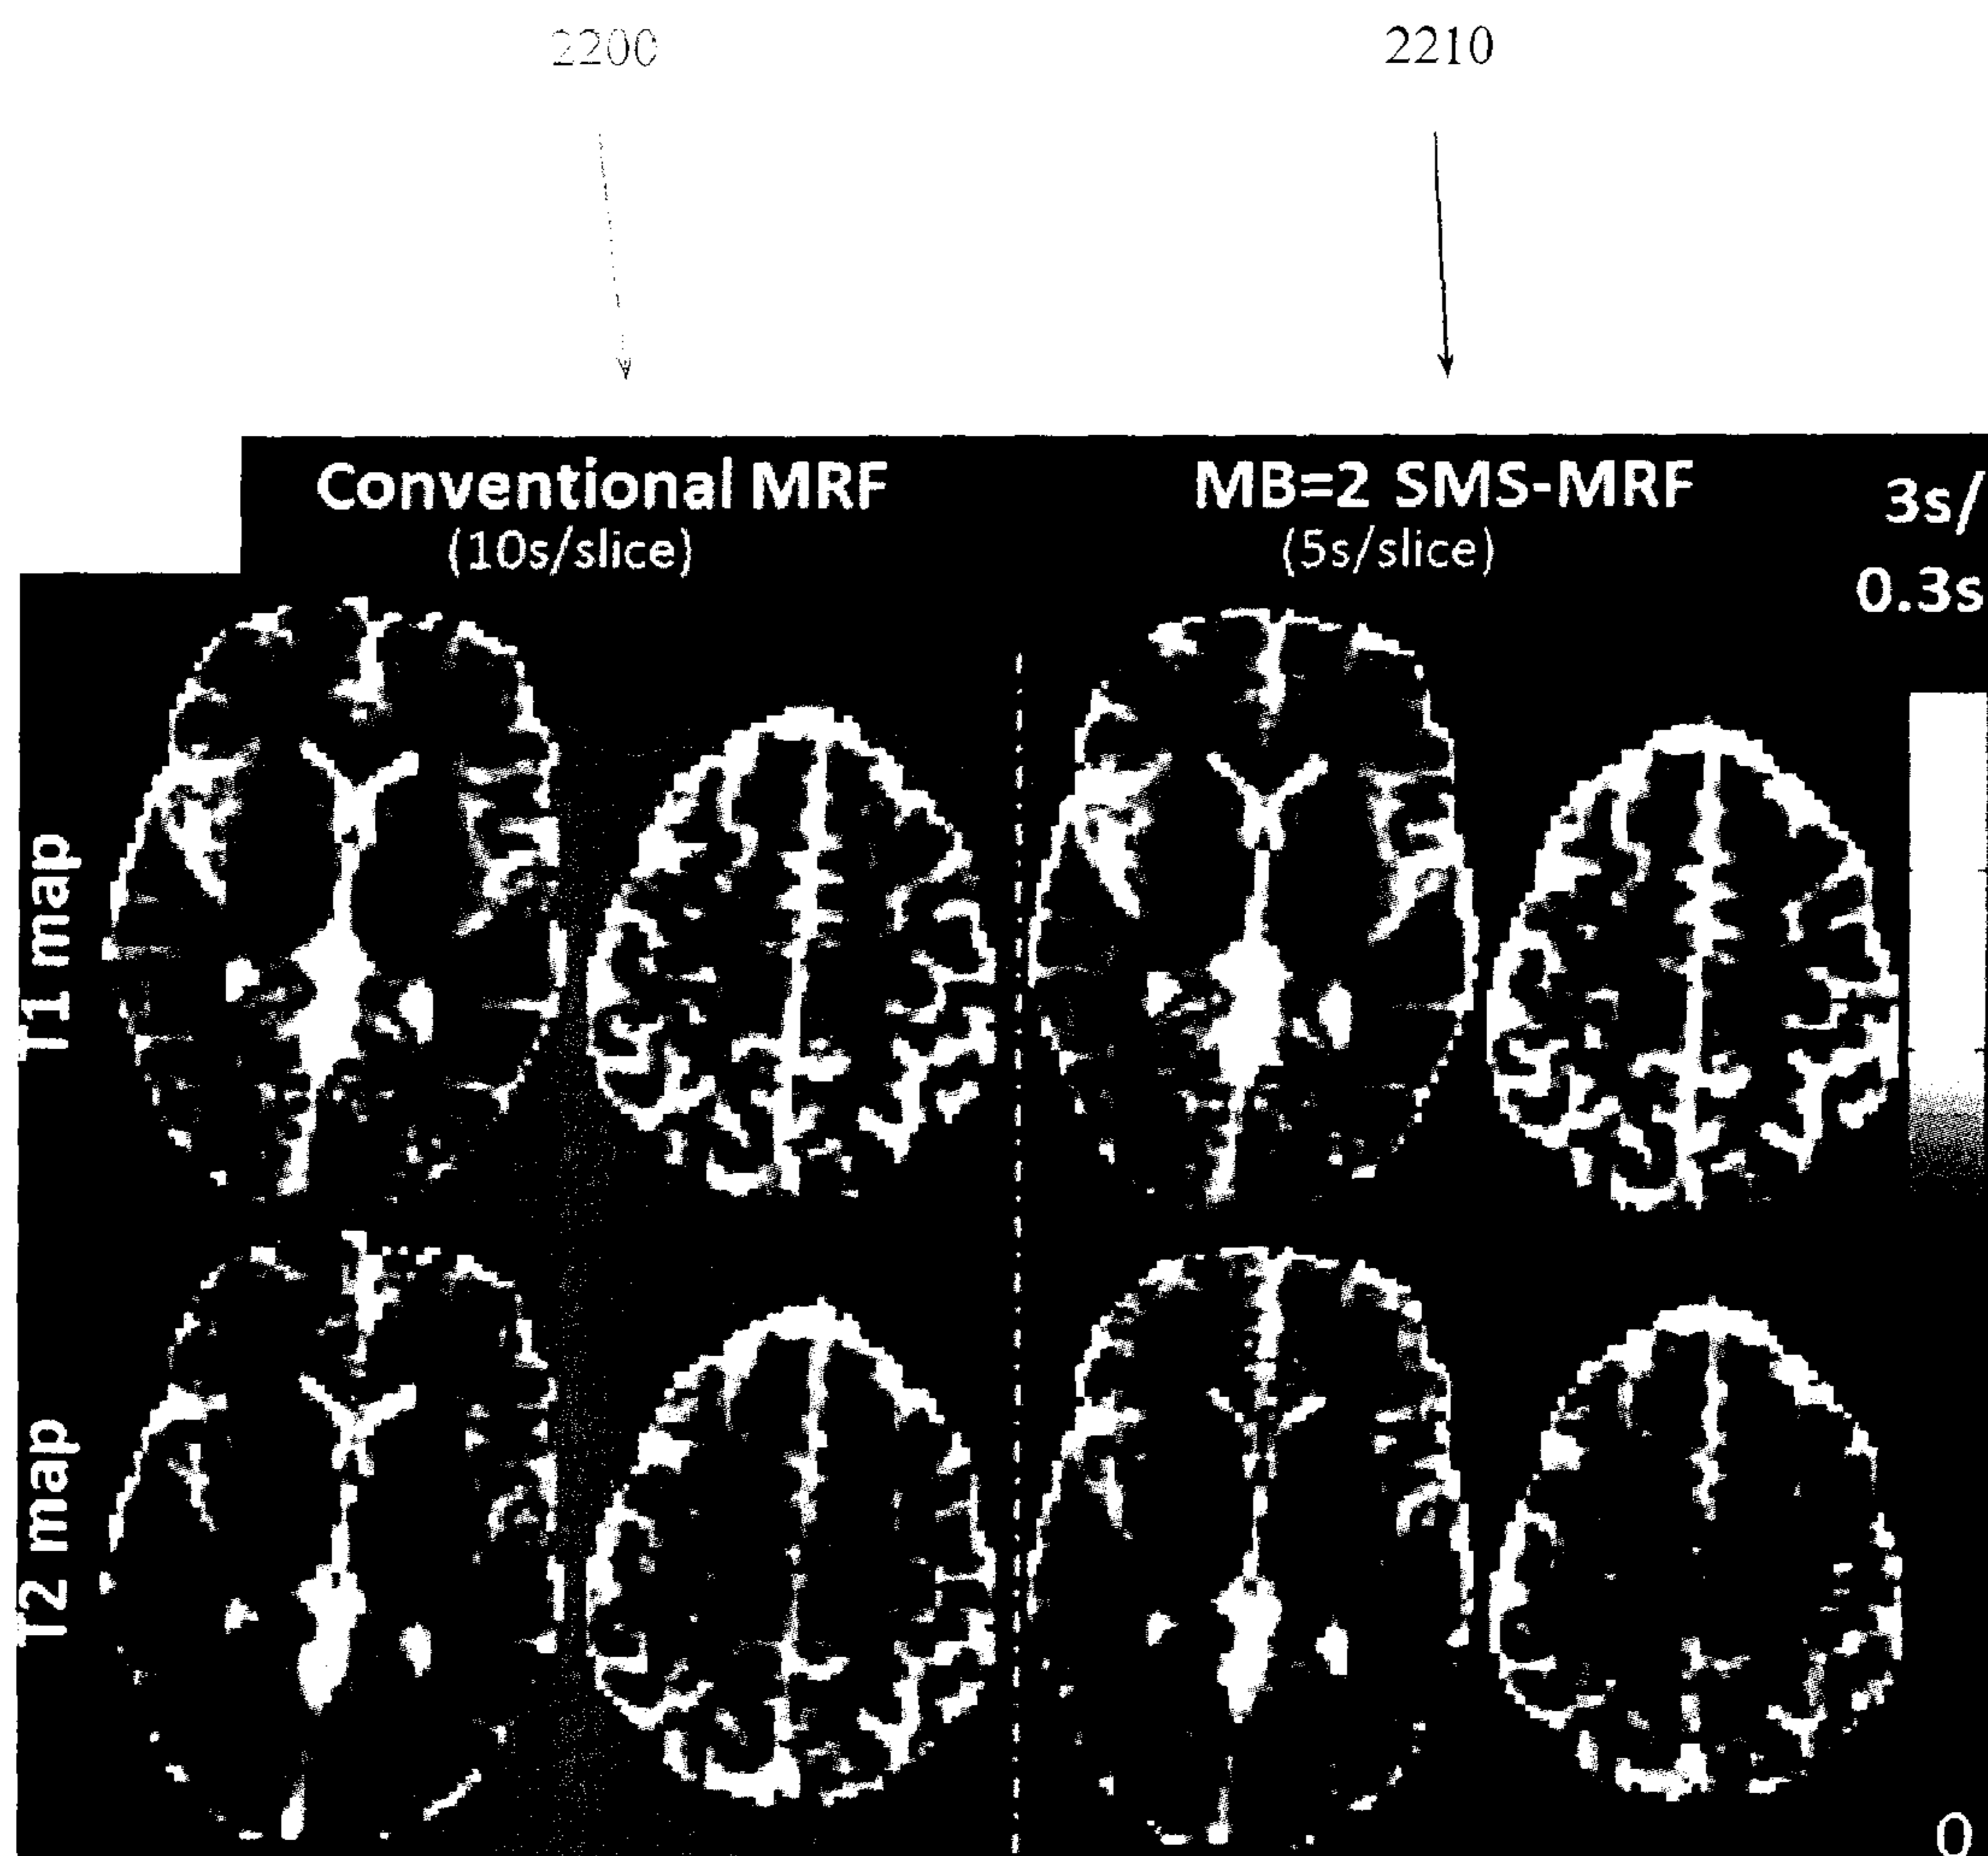 2200
2210
Conventional MRF
(10s/slice)
MB=2 SMS-MRF
(5s/slice)
3s/
0.3s
T1 map
T2 map
0